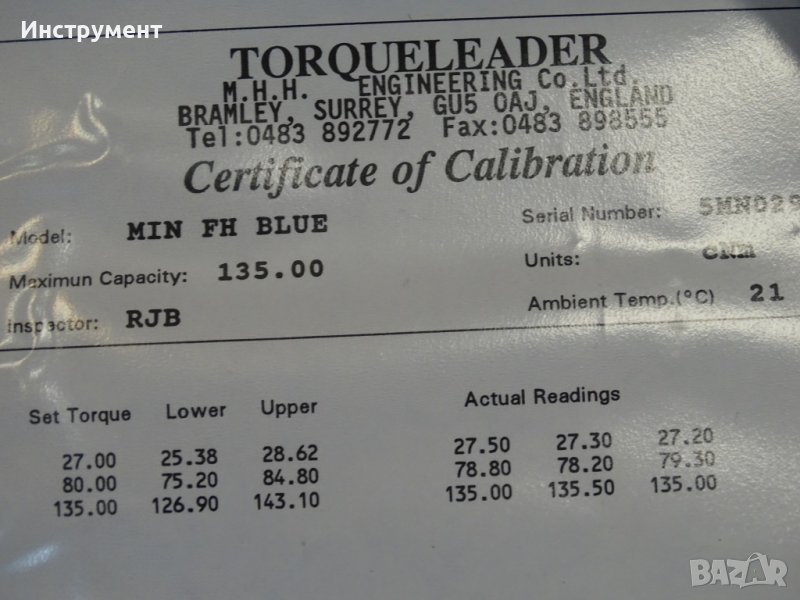 Инструмент
TORQUELEADER
M.H.H. ENGINEERING Co.Ltd.
BRAMLEY, SURREY, GU5 0AJ, ENGLAND
Tel:0483 892772 Fax:0483 898555
Certificate of Calibration
Model: MIN FH BLUE Serial Number: 5MN029
Maximun Capacity: 135.00 Units: cNm
Inspector: RJB Ambient Temp.(°C) 21
Set Torque Lower Upper Actual Readings
27.00 25.38 28.62 27.50 27.30 27.20
80.00 75.20 84.80 78.80 78.20 79.30
135.00 126.90 143.10 135.00 135.50 135.00
BAZAR